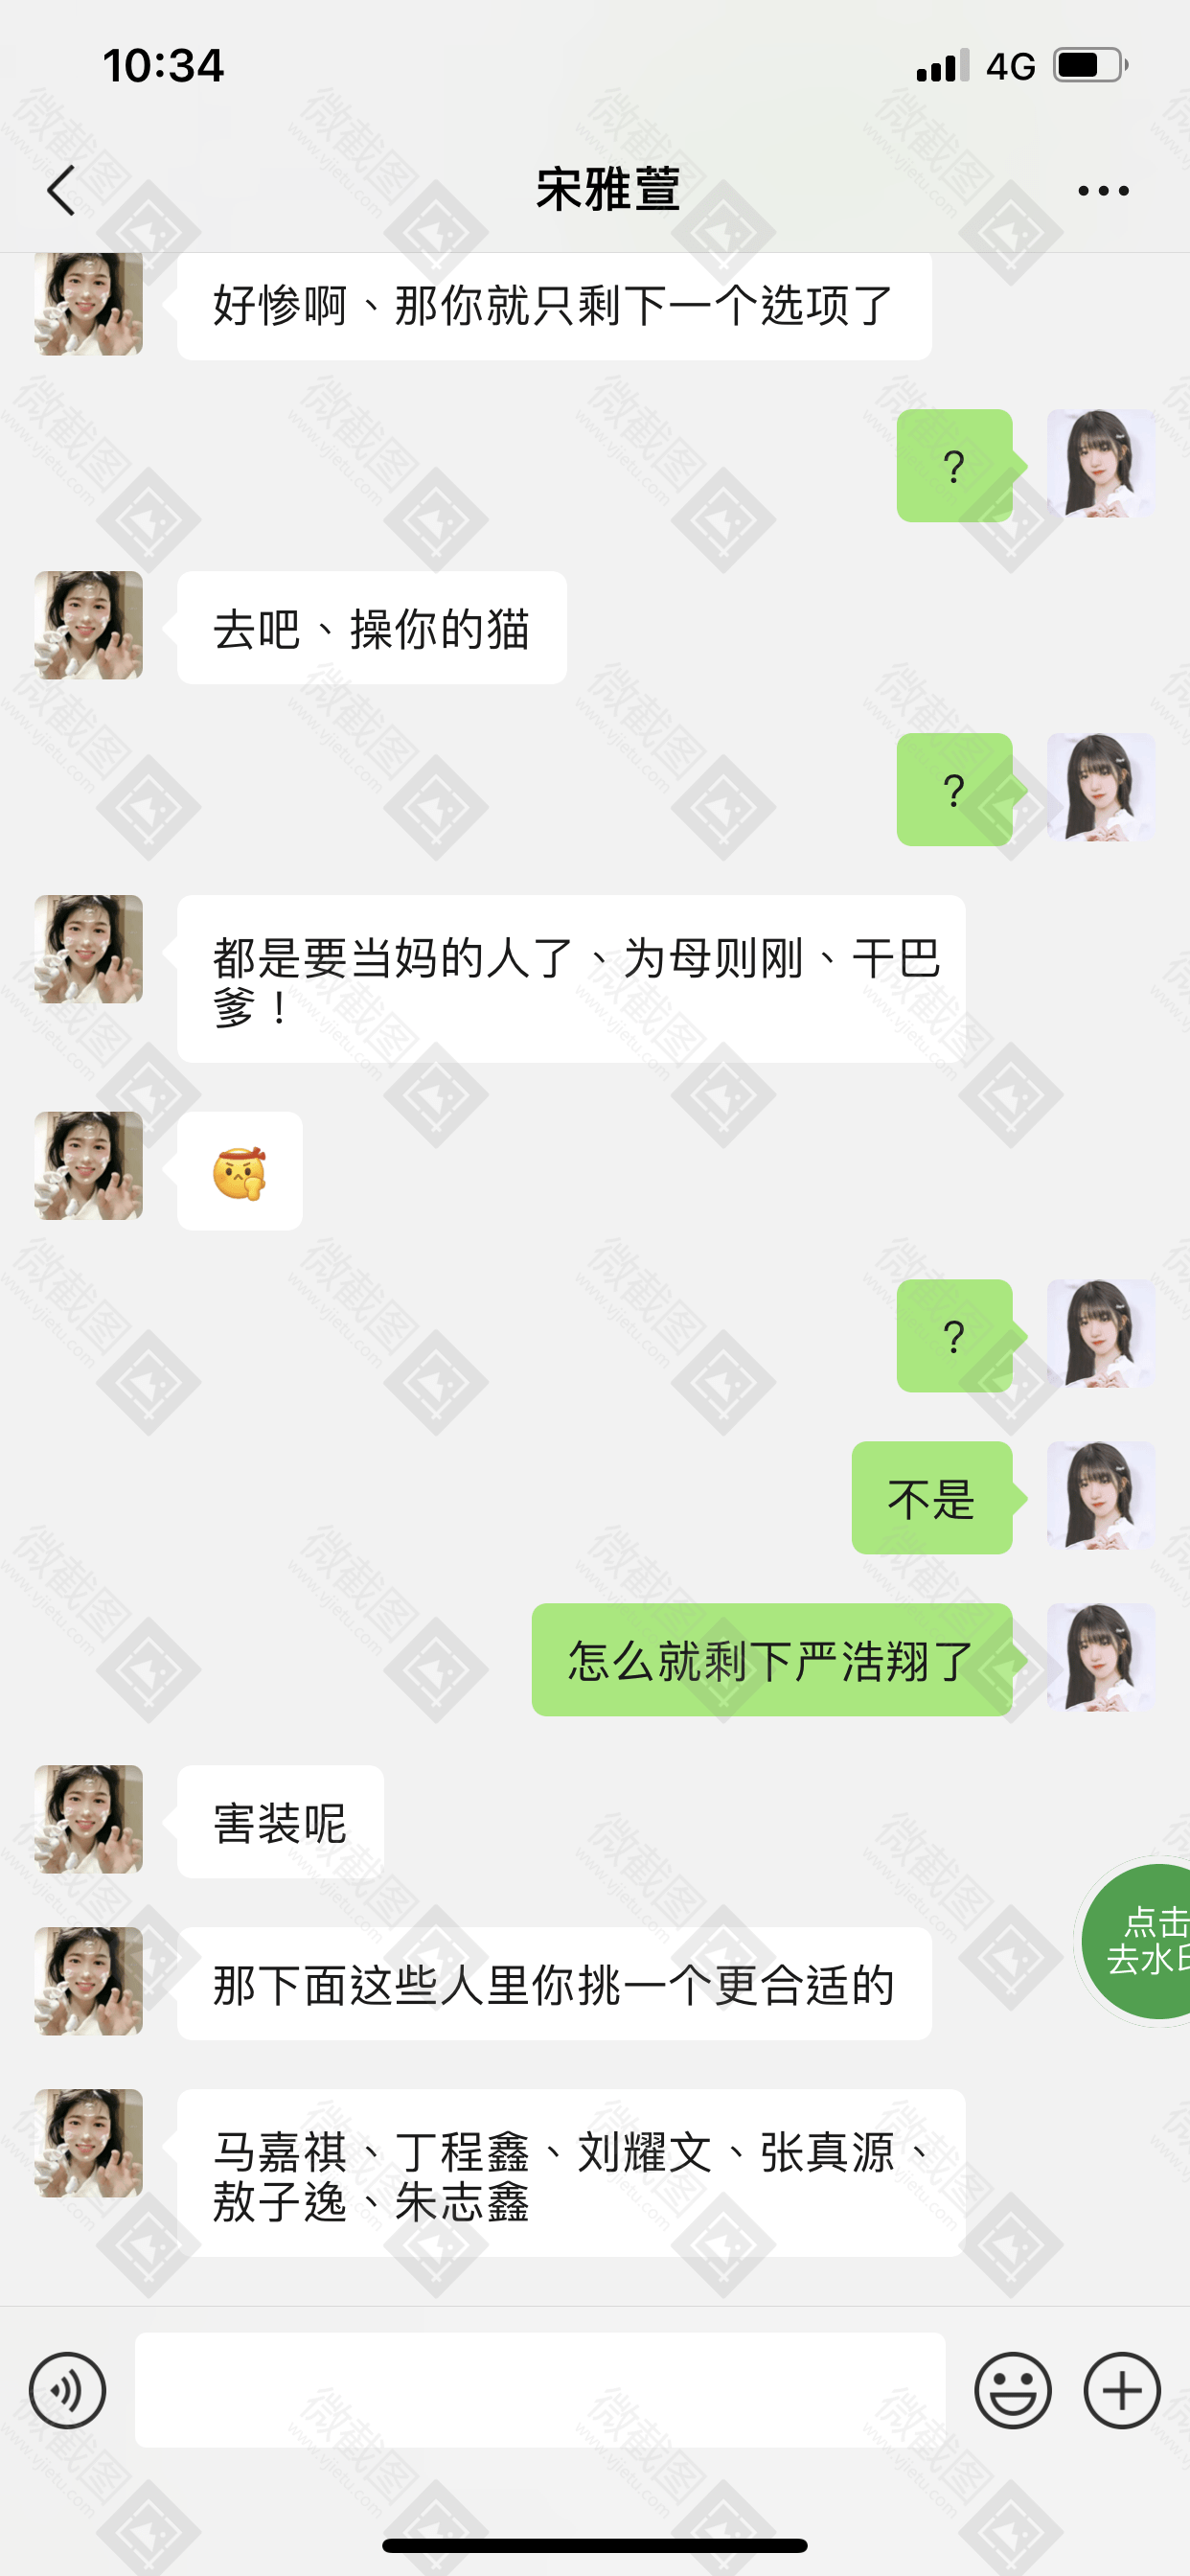 10:34
4G
宋雅萱
好惨啊、那你就只剩下一个选项了
?
去吧、操你的猫
?
都是要当妈的人了、为母则刚、干巴
爹！
?
不是
怎么就剩下严浩翔了
害装呢
点击
去水印
那下面这些人里你挑一个更合适的
马嘉祺、丁程鑫、刘耀文、张真源、
敖子逸、朱志鑫
微截图
www.vjietu.com